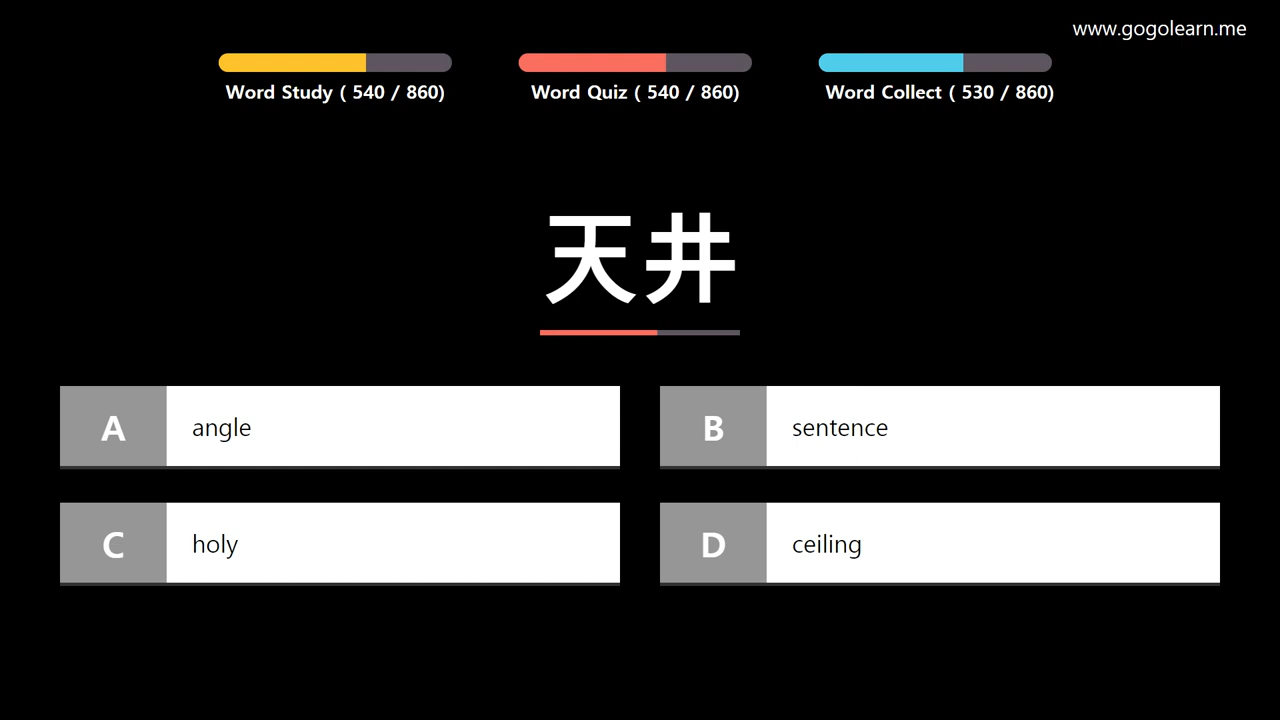 www.gogolearn.me
Word Study ( 540 / 860)
Word Quiz ( 540 / 860)
Word Collect ( 530 / 860)
天井
A angle
B sentence
C holy
D ceiling